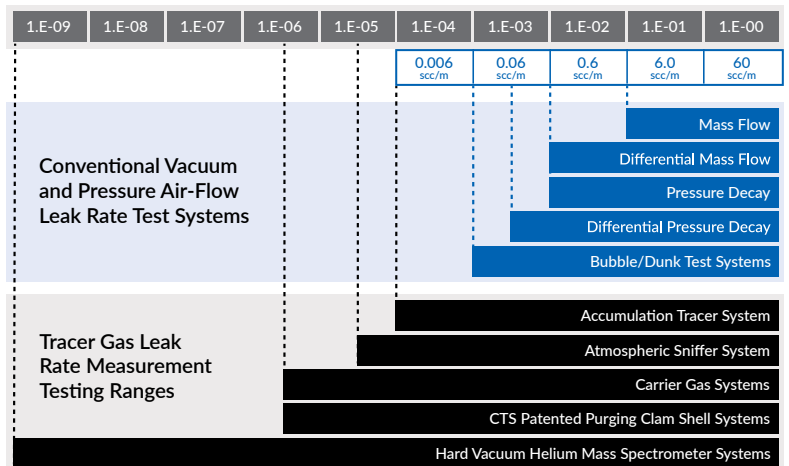 1.E-09 1.E-08 1.E-07 1.E-06 1.E-05 1.E-04 1.E-03 1.E-02 1.E-01 1.E-00
0.006 0.06 0.6 6.0 60
scc/m scc/m scc/m scc/m scc/m
Conventional Vacuum
and Pressure Air-Flow
Leak Rate Test Systems
Mass Flow
Differential Mass Flow
Pressure Decay
Differential Pressure Decay
Bubble/Dunk Test Systems
Tracer Gas Leak
Rate Measurement
Testing Ranges
Accumulation Tracer System
Atmospheric Sniffer System
Carrier Gas Systems
CTS Patented Purging Clam Shell Systems
Hard Vacuum Helium Mass Spectrometer Systems